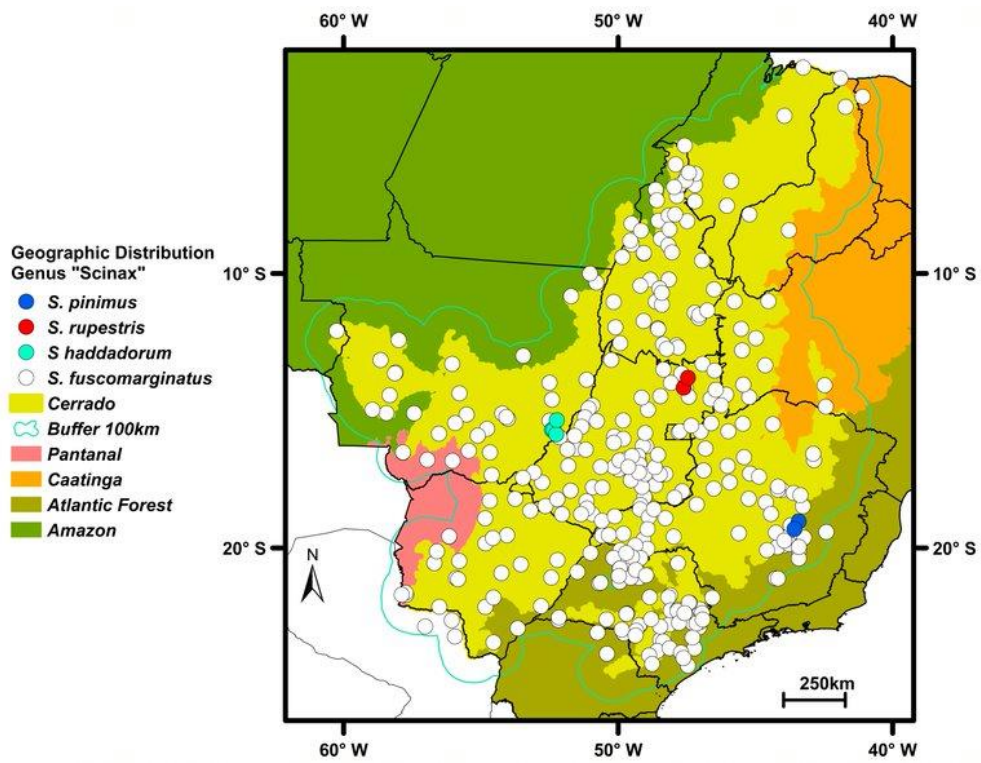 60° W 50° W 40° W
Geographic Distribution
Genus "Scinax"
S. pinimus
S. rupestris
S haddadorum
S. fuscomarginatus
Cerrado
Buffer 100km
Pantanal
Caatinga
Atlantic Forest
Amazon
10° S 10° S
20° S 20° S
N
250km
60° W 50° W 40° W